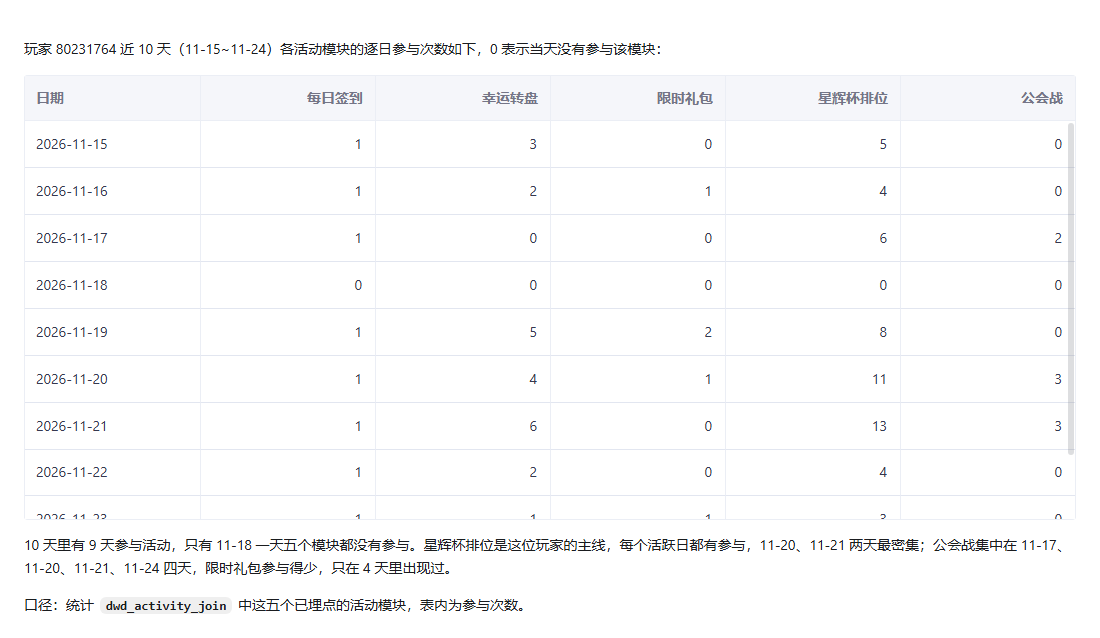 玩家 80231764 近 10 天（11-15~11-24）各活动模块的逐日参与次数如下，0 表示当天没有参与该模块：
日期 每日签到 幸运转盘 限时礼包 星辉杯排位 公会战
2026-11-15 1 3 0 5 0
2026-11-16 1 2 1 4 0
2026-11-17 1 0 0 6 2
2026-11-18 0 0 0 0 0
2026-11-19 1 5 2 8 0
2026-11-20 1 4 1 11 3
2026-11-21 1 6 0 13 3
2026-11-22 1 2 0 4 0
2026-11-23 1 1 1 3 0
10 天里有 9 天参与活动，只有 11-18 一天五个模块都没有参与。星辉杯排位是这位玩家的主线，每个活跃日都有参与，11-20、11-21 两天最密集；公会战集中在 11-17、
11-20、11-21、11-24 四天，限时礼包参与得少，只在 4 天里出现过。
口径：统计 dwd_activity_join 中这五个已埋点的活动模块，表内为参与次数。